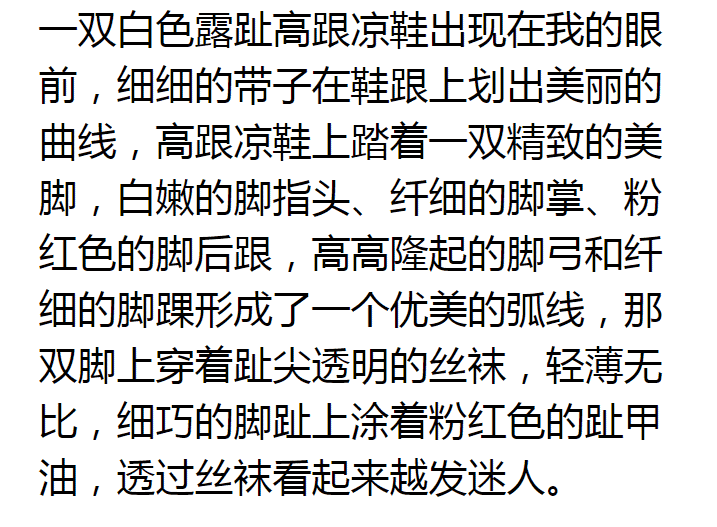 一双白色露趾高跟凉鞋出现在我的眼
前，细细的带子在鞋跟上划出美丽的
曲线，高跟凉鞋上踏着一双精致的美
脚，白嫩的脚指头、纤细的脚掌、粉
红色的脚后跟，高高隆起的脚弓和纤
细的脚踝形成了一个优美的弧线，那
双脚上穿着趾尖透明的丝袜，轻薄无
比，细巧的脚趾上涂着粉红色的趾甲
油，透过丝袜看起来越发迷人。